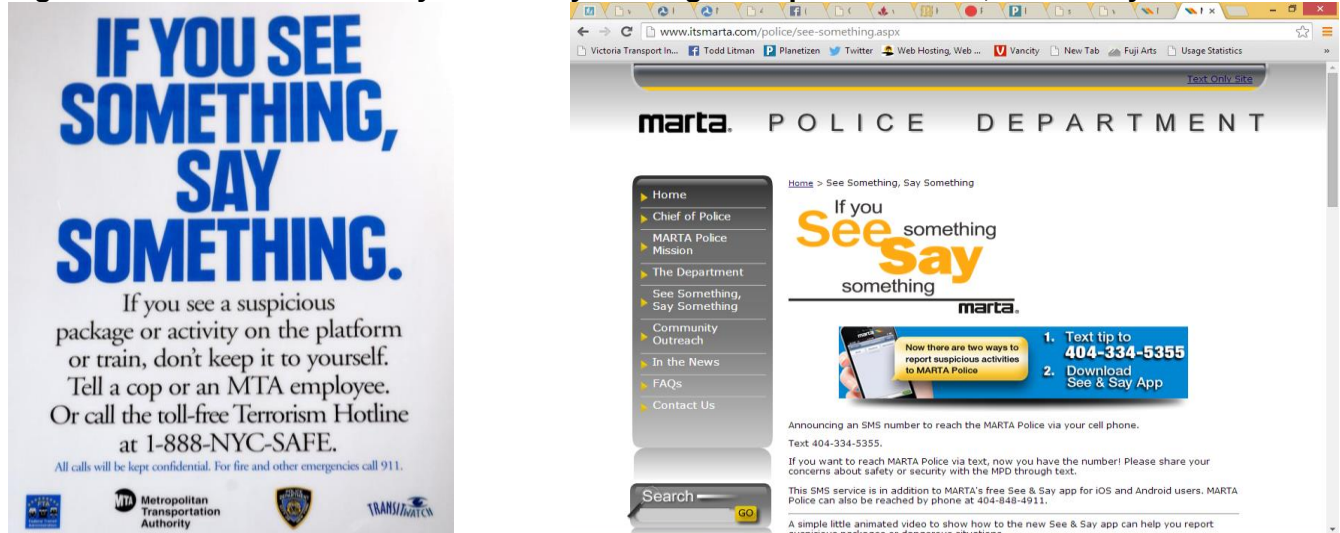 IF YOU SEE
SOMETHING,
SAY
SOMETHING.
If you see a suspicious
package or activity on the platform
or train, don't keep it to yourself.
Tell a cop or an MTA employee.
Or call the toll-free Terrorism Hotline
at 1-888-NYC-SAFE.
All calls will be kept confidential. For fire and other emergencies call 911.
MTA Metropolitan
Transportation
Authority
TRANSITWATCH
www.itsmarta.com/police/see-something.aspx
Victoria Transport In... Todd Litman Planetizen Twitter Web Hosting, Web ... Vancity New Tab Fuji Arts Usage Statistics
Text Only Site
marta. POLICE DEPARTMENT
Home
Chief of Police
MARTA Police
Mission
The Department
See Something,
Say Something
Community
Outreach
In the News
FAQs
Contact Us
Search
GO
Home > See Something, Say Something
If you
See something
Say
something
marta.
Now there are two ways to
report suspicious activities
to MARTA Police
1. Text tip to
404-334-5355
2. Download
See & Say App
Announcing an SMS number to reach the MARTA Police via your cell phone.
Text 404-334-5355.
If you want to reach MARTA Police via text, now you have the number! Please share your
concerns about safety or security with the MPD through text.
This SMS service is in addition to MARTA's free See & Say app for iOS and Android users. MARTA
Police can also be reached by phone at 404-848-4911.
A simple little animated video to show how to the new See & Say app can help you report